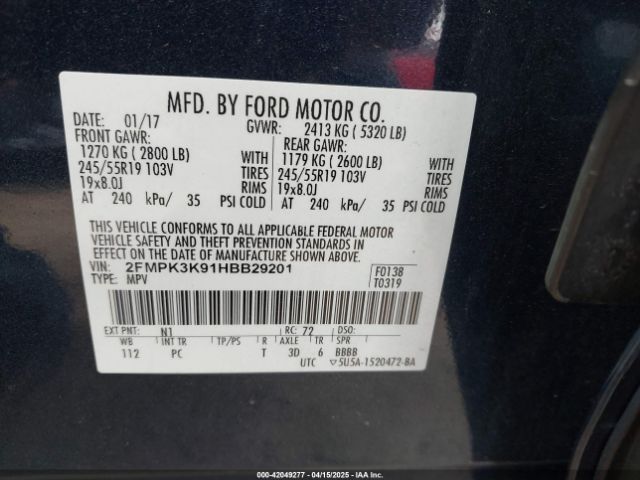 MFD. BY FORD MOTOR CO.
DATE: 01/17 GVWR: 2413 KG ( 5320 LB)
FRONT GAWR: REAR GAWR:
1270 KG ( 2800 LB) WITH 1179 KG ( 2600 LB) WITH
245/55R19 103V TIRES 245/55R19 103V TIRES
19x8.0J RIMS 19x8.0J RIMS
AT 240 kPa/ 35 PSI COLD AT 240 kPa/ 35 PSI COLD
THIS VEHICLE CONFORMS TO ALL APPLICABLE FEDERAL MOTOR
VEHICLE SAFETY AND THEFT PREVENTION STANDARDS IN
EFFECT ON THE DATE OF MANUFACTURE SHOWN ABOVE.
VIN: 2FMPK3K91HBB29201 F0138
TYPE: MPV T0319
EXT PNT: N1 RC: 72 DSO:
WB INT TR TP/PS R AXLE TR SPR
112 PC T 3D 6 BBBB
UTC ▽5U5A-1520472-BA
000-42049277 - 04/15/2025 - IAA Inc.